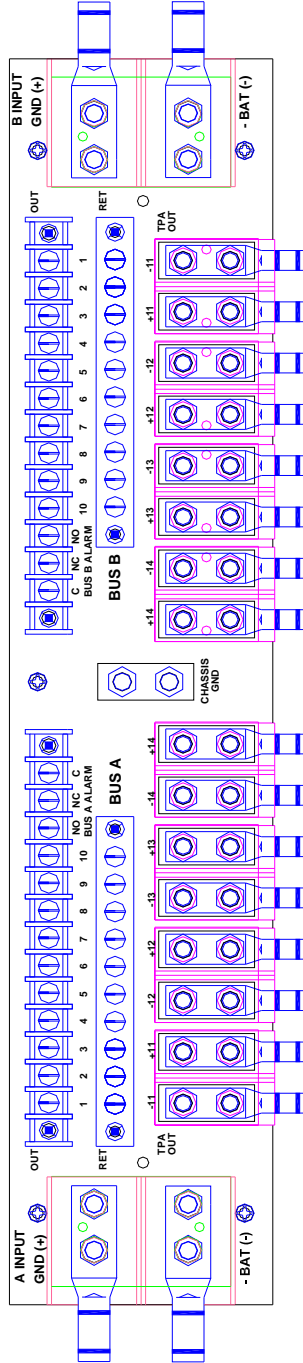 A INPUT B INPUT
GND (+) GND (+)
OUT OUT
1 2 3 4 5 6 7 8 9 10 NO NC C C NC NO 10 9 8 7 6 5 4 3 2 1
BUS A ALARM BUS B ALARM
RET BUS A BUS B RET
-11 +11 -12 +12 -13 +13 -14 +14 +14 -14 +13 -13 +12 -12 +11 -11
TPA TPA
OUT OUT
CHASSIS
GND
- BAT (-) - BAT (-)